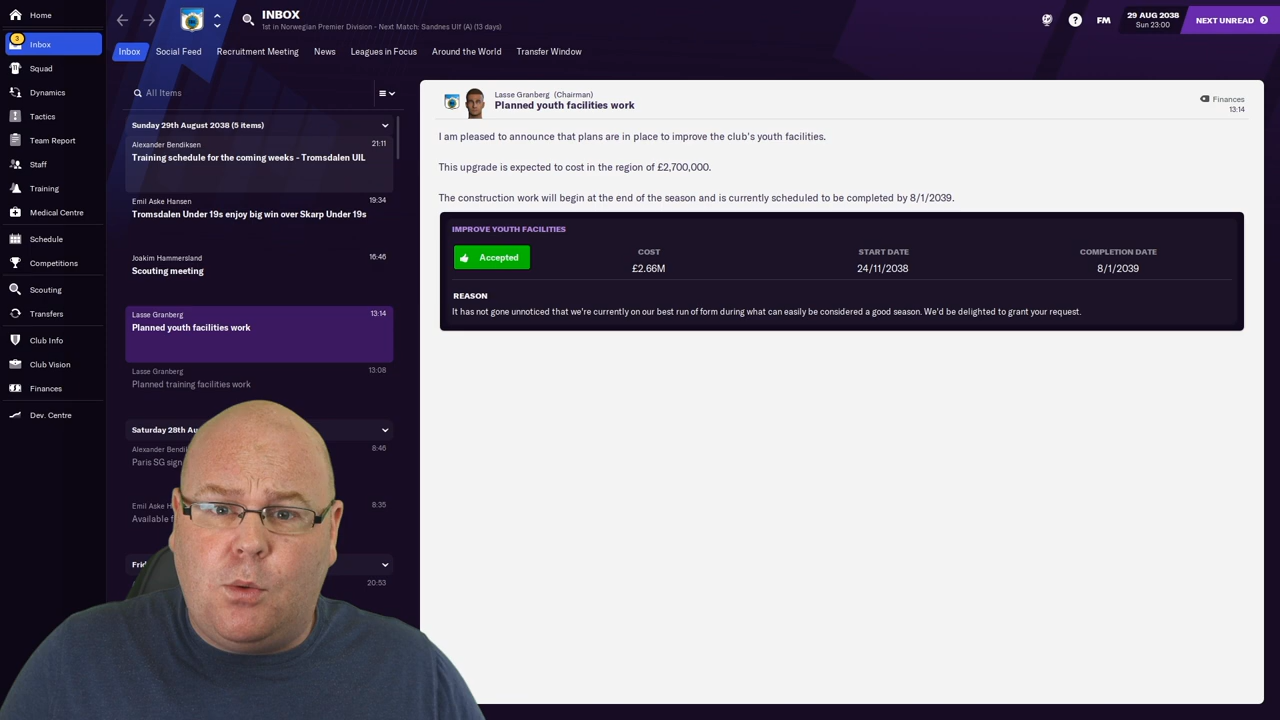 Home
3
Inbox
Squad
Dynamics
Tactics
Team Report
Staff
Training
Medical Centre
Schedule
Competitions
Scouting
Transfers
Club Info
Club Vision
Finances
Dev. Centre
INBOX
1st in Norwegian Premier Division - Next Match: Sandnes Ulf (A) (13 days)
?
FM
29 AUG 2038
Sun 23:00
NEXT UNREAD
Inbox
Social Feed
Recruitment Meeting
News
Leagues in Focus
Around the World
Transfer Window
All Items
Sunday 29th August 2038 (5 items)
Alexander Bendiksen 21:11
Training schedule for the coming weeks - Tromsdalen UIL
Emil Aske Hansen 19:34
Tromsdalen Under 19s enjoy big win over Skarp Under 19s
Joakim Hammersland 16:46
Scouting meeting
Lasse Granberg 13:14
Planned youth facilities work
Lasse Granberg 13:08
Planned training facilities work
Saturday 28th Au
Alexander Bendi 8:46
Paris SG sign
Emil Aske H 8:35
Available f
Frid
20:53
Lasse Granberg (Chairman)
Planned youth facilities work
Finances
13:14
I am pleased to announce that plans are in place to improve the club's youth facilities.
This upgrade is expected to cost in the region of £2,700,000.
The construction work will begin at the end of the season and is currently scheduled to be completed by 8/1/2039.
IMPROVE YOUTH FACILITIES
Accepted
COST
£2.66M
START DATE
24/11/2038
COMPLETION DATE
8/1/2039
REASON
It has not gone unnoticed that we're currently on our best run of form during what can easily be considered a good season. We'd be delighted to grant your request.